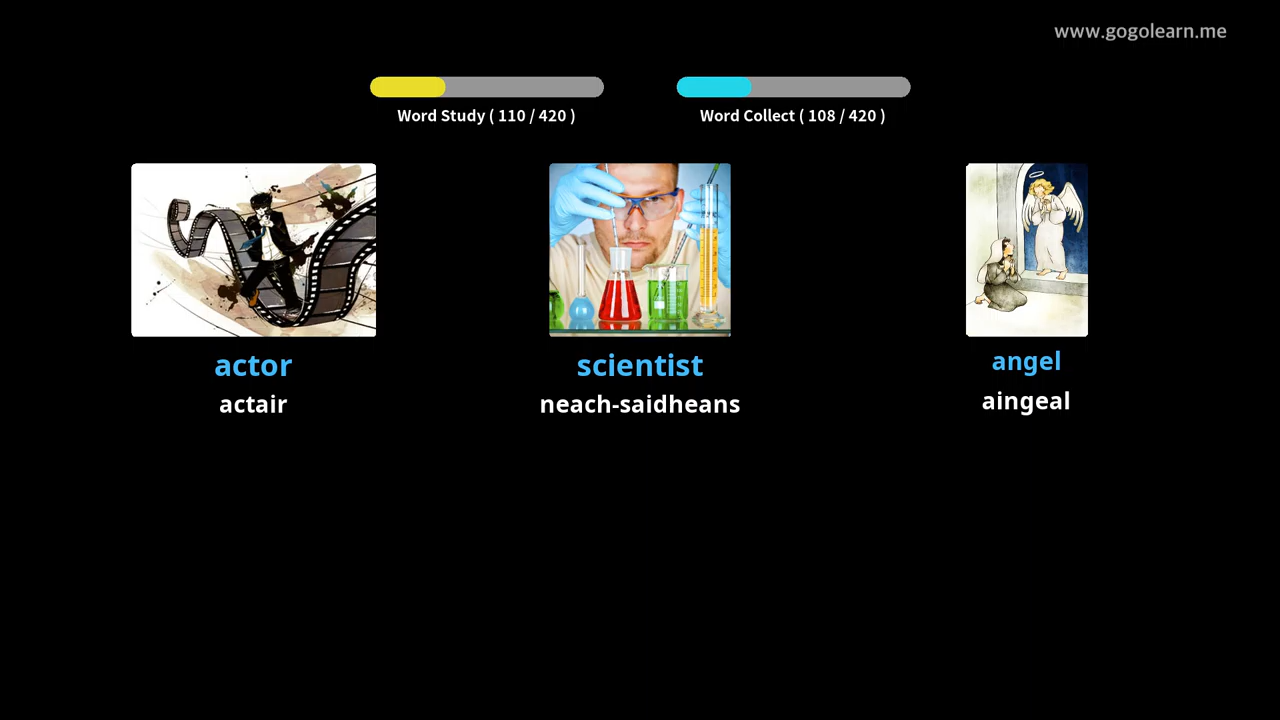 www.gogolearn.me
Word Study ( 110 / 420 )
Word Collect ( 108 / 420 )
actor
actair
scientist
neach-saidheans
angel
aingeal